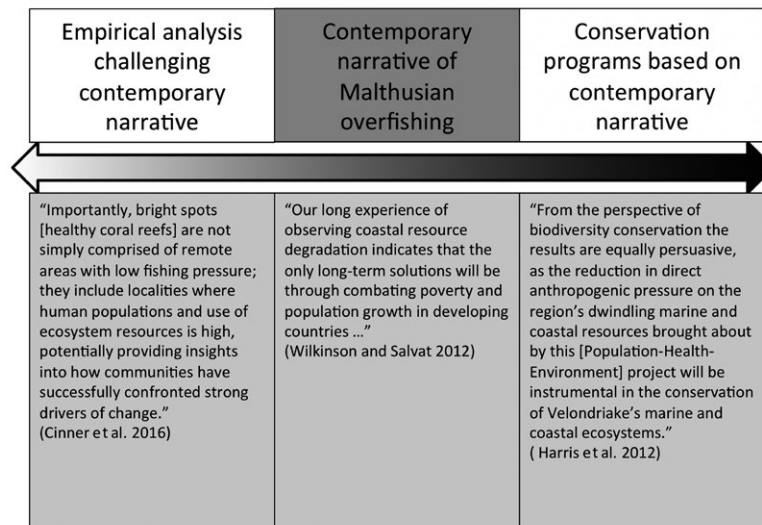 Empirical analysis
challenging
contemporary
narrative
Contemporary
narrative of
Malthusian
overfishing
Conservation
programs based on
contemporary
narrative
“Importantly, bright spots
[healthy coral reefs] are not
simply comprised of remote
areas with low fishing pressure;
they include localities where
human populations and use of
ecosystem resources is high,
potentially providing insights
into how communities have
successfully confronted strong
drivers of change.”
(Cinner et al. 2016)
“Our long experience of
observing coastal resource
degradation indicates that the
only long-term solutions will be
through combating poverty and
population growth in developing
countries …”
(Wilkinson and Salvat 2012)
“From the perspective of
biodiversity conservation the
results are equally persuasive,
as the reduction in direct
anthropogenic pressure on the
region’s dwindling marine and
coastal resources brought about
by this [Population-Health-
Environment] project will be
instrumental in the conservation
of Velondriake’s marine and
coastal ecosystems.”
( Harris et al. 2012)